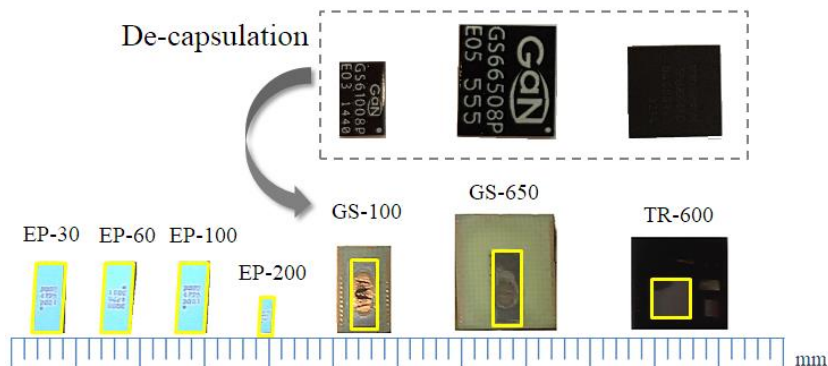 De-capsulation
GS61008P
E03 1440
GaN
GS66508P
E05 555
GS-100
GS-650
TR-600
EP-30
EP-60
EP-100
EP-200
mm